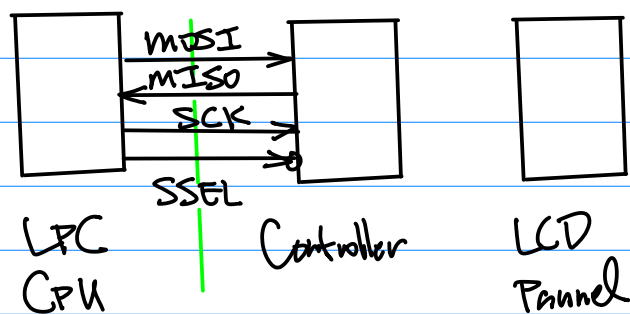 MOSI
MISO
SCK
SSEL
LPC
CPU
Controller
LCD
Pannel